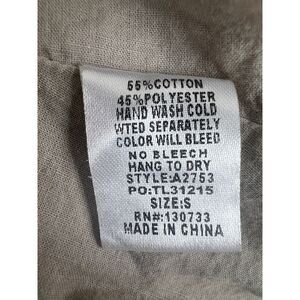 55%COTTON
45%POLYESTER
HAND WASH COLD
WTED SEPARATELY
COLOR WILL BLEED
NO BLEECH
HANG TO DRY
STYLE:A2753
PO:TL31215
SIZE:S
RN#:130733
MADE IN CHINA